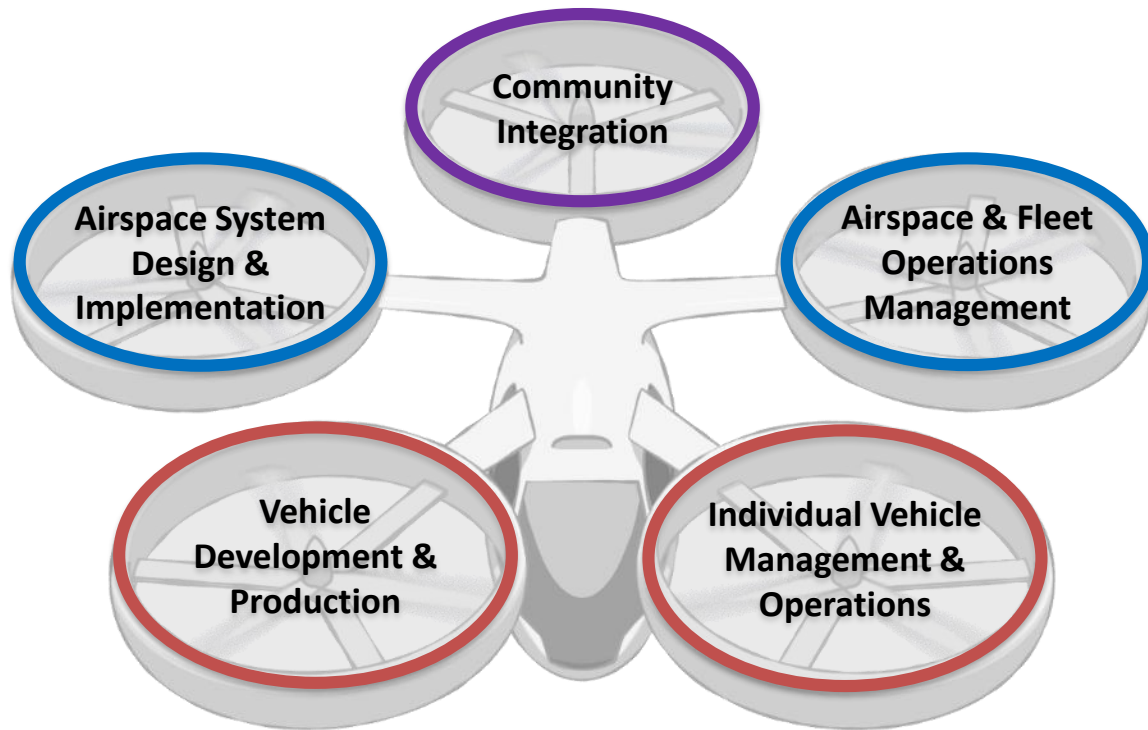 Community
Integration
Airspace System
Design &
Implementation
Airspace & Fleet
Operations
Management
Vehicle
Development &
Production
Individual Vehicle
Management &
Operations